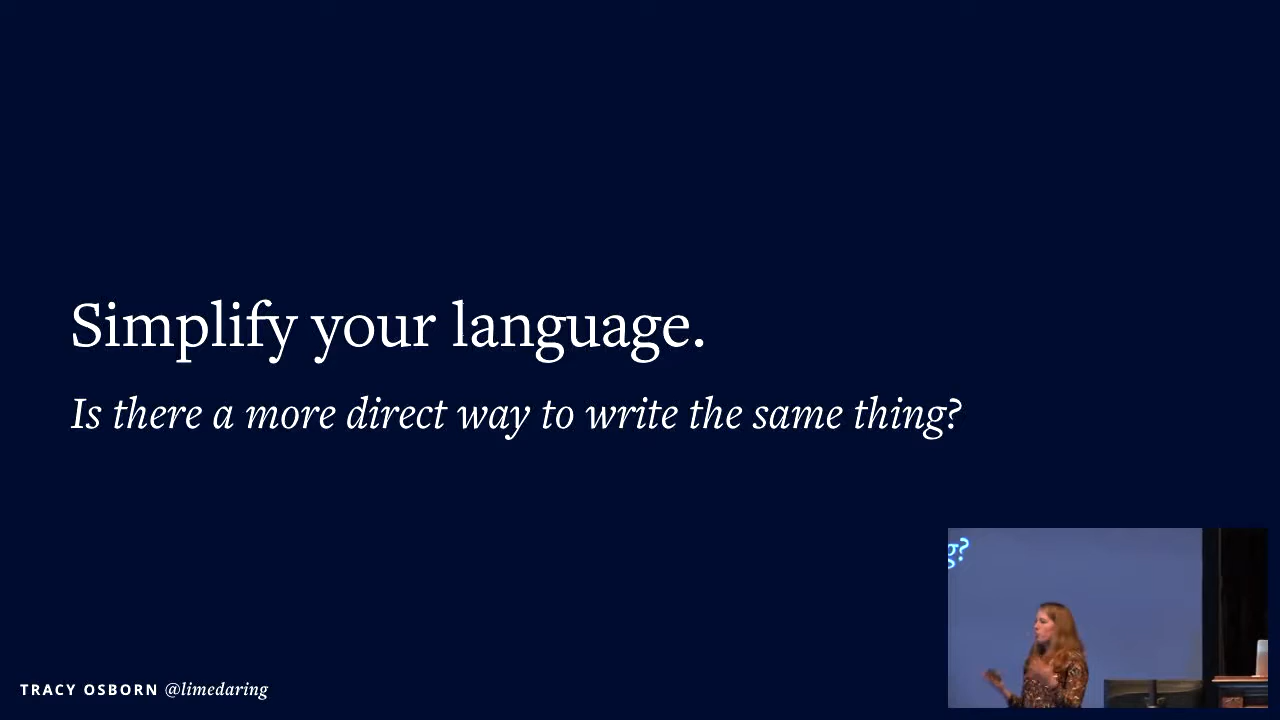 Simplify your language.
Is there a more direct way to write the same thing?
g?
TRACY OSBORN @limedaring